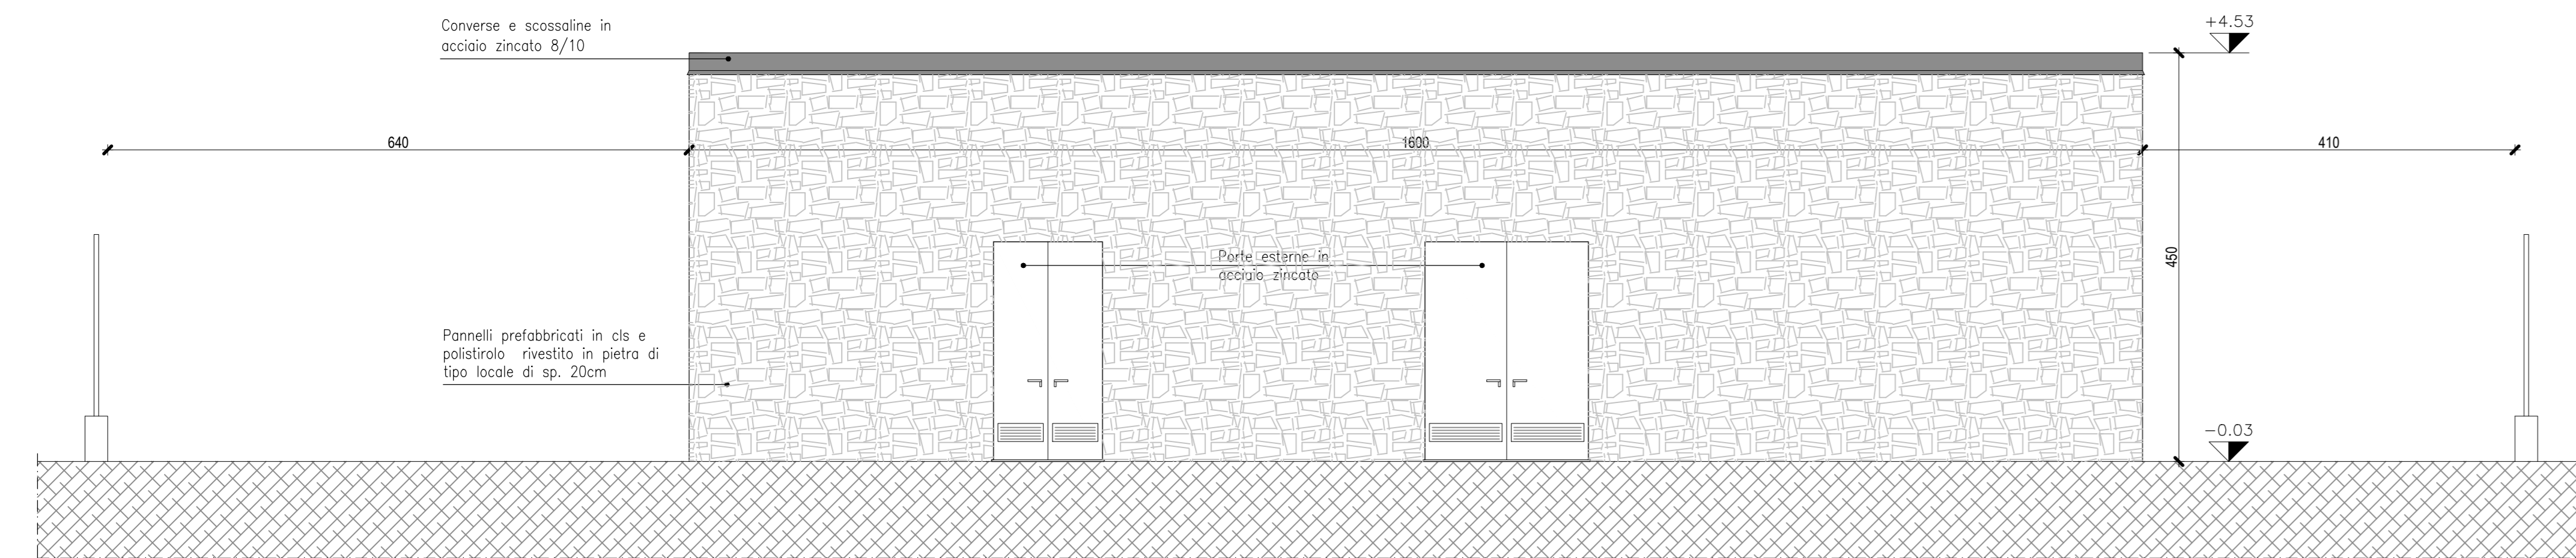 Converse e scossaline in
acciaio zincato 8/10
+4.53
640
1600
410
450
Porte esterne in
acciaio zincato
Pannelli prefabbricati in cls e
polistirolo rivestito in pietra di
tipo locale di sp. 20cm
-0.03